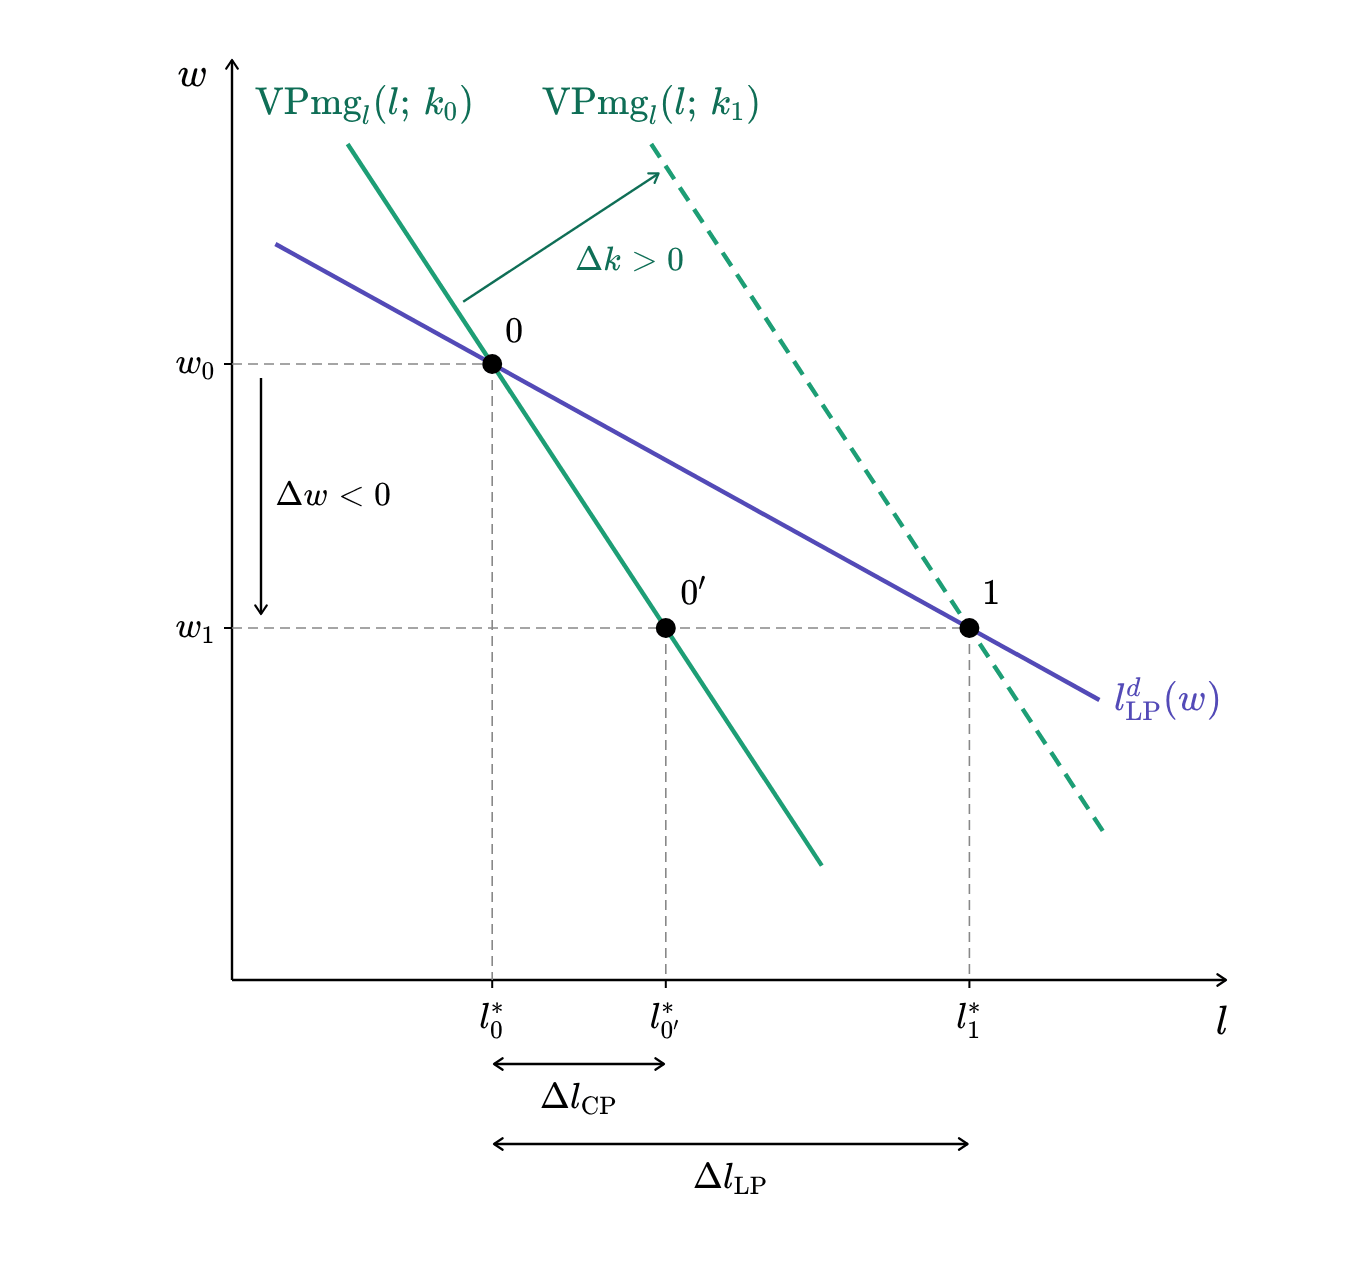 w
VPmg_l(l; k_0)
VPmg_l(l; k_1)
Δk > 0
0
w_0
Δw < 0
0′
1
w_1
l^d_LP(w)
l^*_0
l^*_0′
l^*_1
l
Δl_CP
Δl_LP